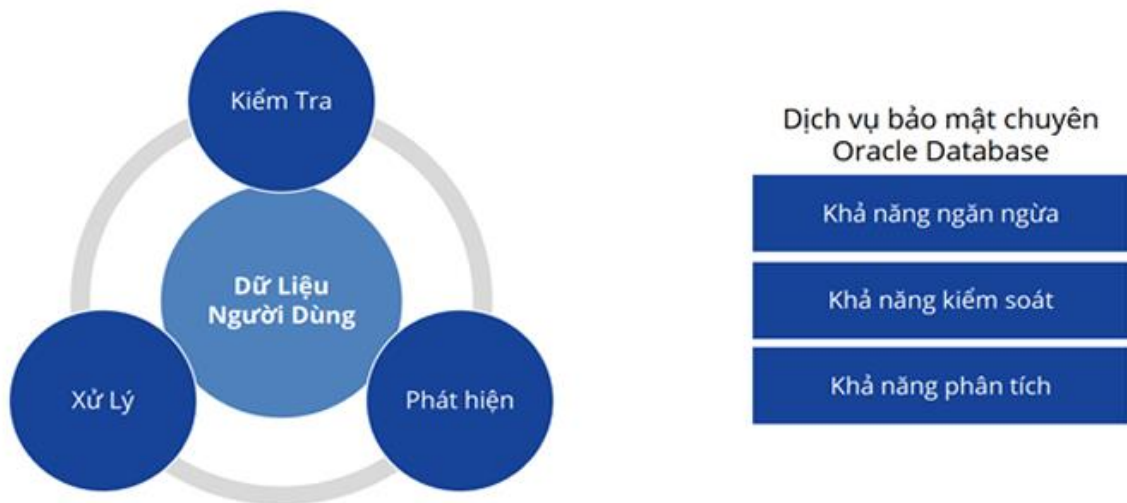 Kiểm Tra
Dữ Liệu
Người Dùng
Xử Lý
Phát hiện
Dịch vụ bảo mật chuyên
Oracle Database
Khả năng ngăn ngừa
Khả năng kiểm soát
Khả năng phân tích